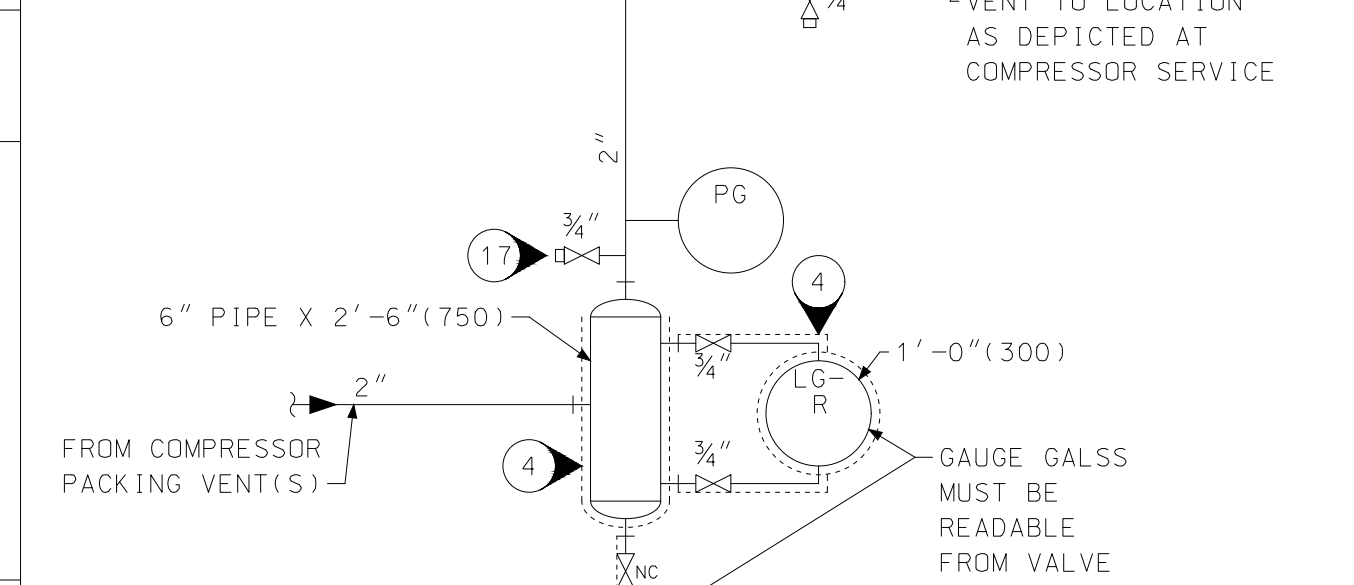 VENT TO LOCATION
AS DEPICTED AT
COMPRESSOR SERVICE
2"
PG
3/4"
17
4
6" PIPE X 2'-6"(750)
3/4"
1'-0"(300)
LG-
R
2"
FROM COMPRESSOR
PACKING VENT(S)
4
3/4"
GAUGE GALSS
MUST BE
READABLE
FROM VALVE
NC